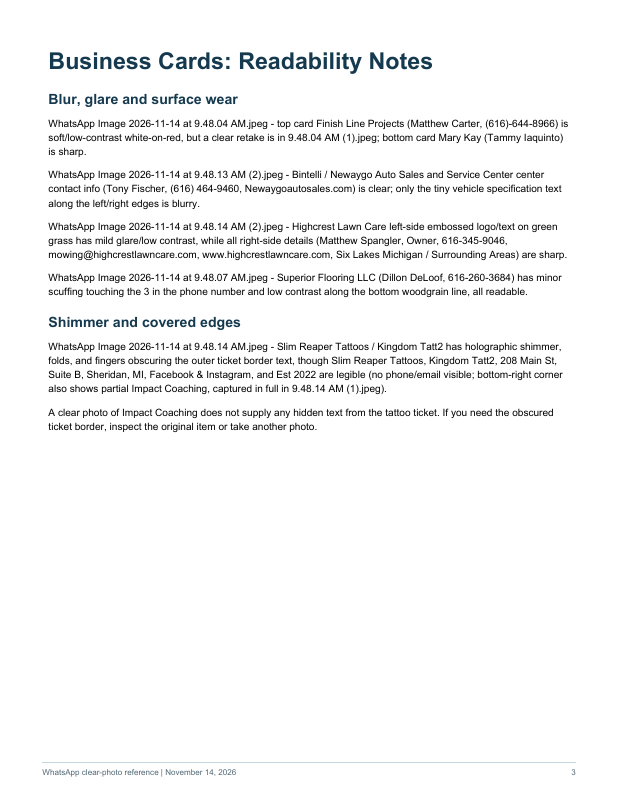 Business Cards: Readability Notes
Blur, glare and surface wear
WhatsApp Image 2026-11-14 at 9.48.04 AM.jpeg - top card Finish Line Projects (Matthew Carter, (616)-644-8966) is
soft/low-contrast white-on-red, but a clear retake is in 9.48.04 AM (1).jpeg; bottom card Mary Kay (Tammy Iaquinto)
is sharp.
WhatsApp Image 2026-11-14 at 9.48.13 AM (2).jpeg - Bintelli / Newaygo Auto Sales and Service Center center
contact info (Tony Fischer, (616) 464-9460, Newaygoautosales.com) is clear; only the tiny vehicle specification text
along the left/right edges is blurry.
WhatsApp Image 2026-11-14 at 9.48.14 AM (2).jpeg - Highcrest Lawn Care left-side embossed logo/text on green
grass has mild glare/low contrast, while all right-side details (Matthew Spangler, Owner, 616-345-9046,
mowing@highcrestlawncare.com, www.highcrestlawncare.com, Six Lakes Michigan / Surrounding Areas) are sharp.
WhatsApp Image 2026-11-14 at 9.48.07 AM.jpeg - Superior Flooring LLC (Dillon DeLoof, 616-260-3684) has minor
scuffing touching the 3 in the phone number and low contrast along the bottom woodgrain line, all readable.
Shimmer and covered edges
WhatsApp Image 2026-11-14 at 9.48.14 AM.jpeg - Slim Reaper Tattoos / Kingdom Tatt2 has holographic shimmer,
folds, and fingers obscuring the outer ticket border text, though Slim Reaper Tattoos, Kingdom Tatt2, 208 Main St,
Suite B, Sheridan, MI, Facebook & Instagram, and Est 2022 are legible (no phone/email visible; bottom-right corner
also shows partial Impact Coaching, captured in full in 9.48.14 AM (1).jpeg).
A clear photo of Impact Coaching does not supply any hidden text from the tattoo ticket. If you need the obscured
ticket border, inspect the original item or take another photo.
WhatsApp clear-photo reference | November 14, 2026
3